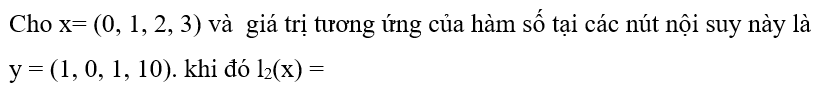 Cho x= (0, 1, 2, 3) và giá trị tương ứng của hàm số tại các nút nội suy này là
y = (1, 0, 1, 10). khi đó l₂(x) =